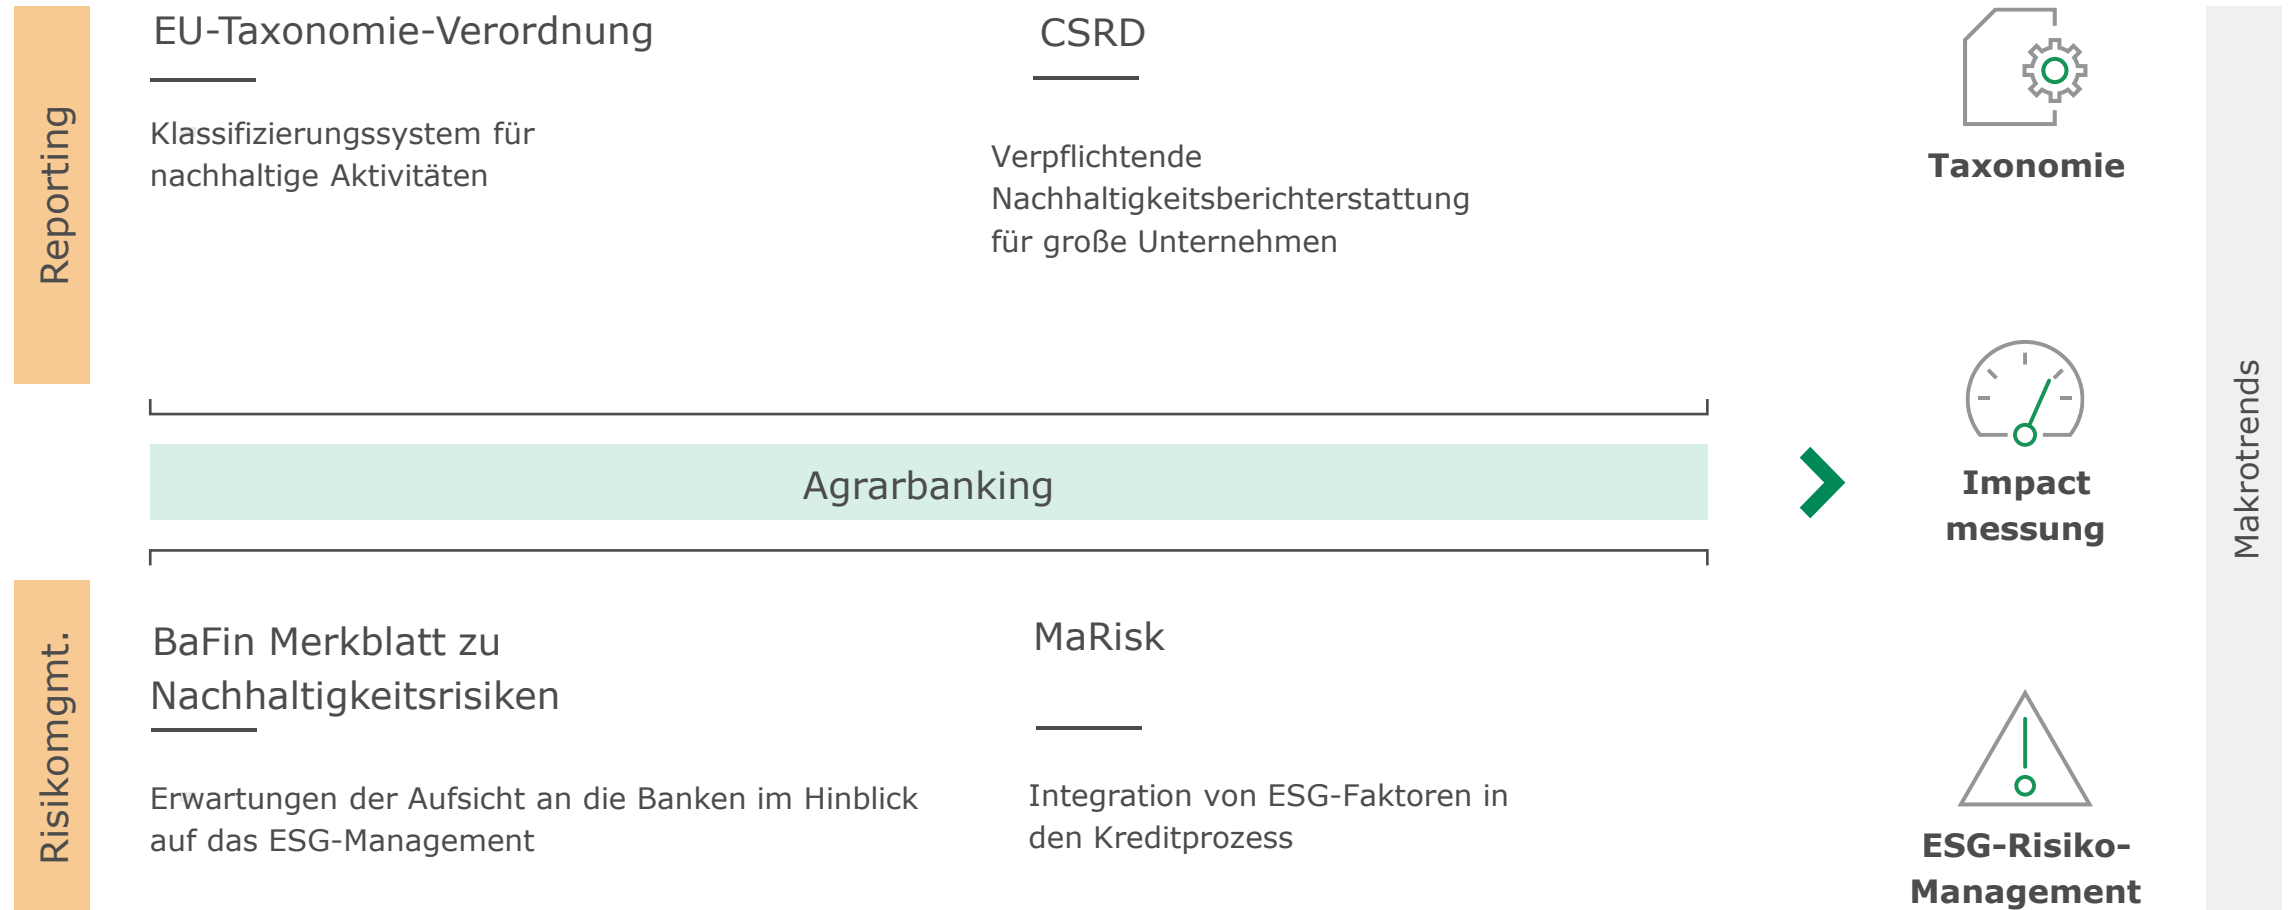 Reporting
EU-Taxonomie-Verordnung
Klassifizierungssystem für
nachhaltige Aktivitäten
CSRD
Verpflichtende
Nachhaltigkeitsberichterstattung
für große Unternehmen
Agrarbanking
Risikomgmt.
BaFin Merkblatt zu
Nachhaltigkeitsrisiken
Erwartungen der Aufsicht an die Banken im Hinblick
auf das ESG-Management
MaRisk
Integration von ESG-Faktoren in
den Kreditprozess
Taxonomie
Impact
messung
ESG-Risiko-
Management
Makrotrends